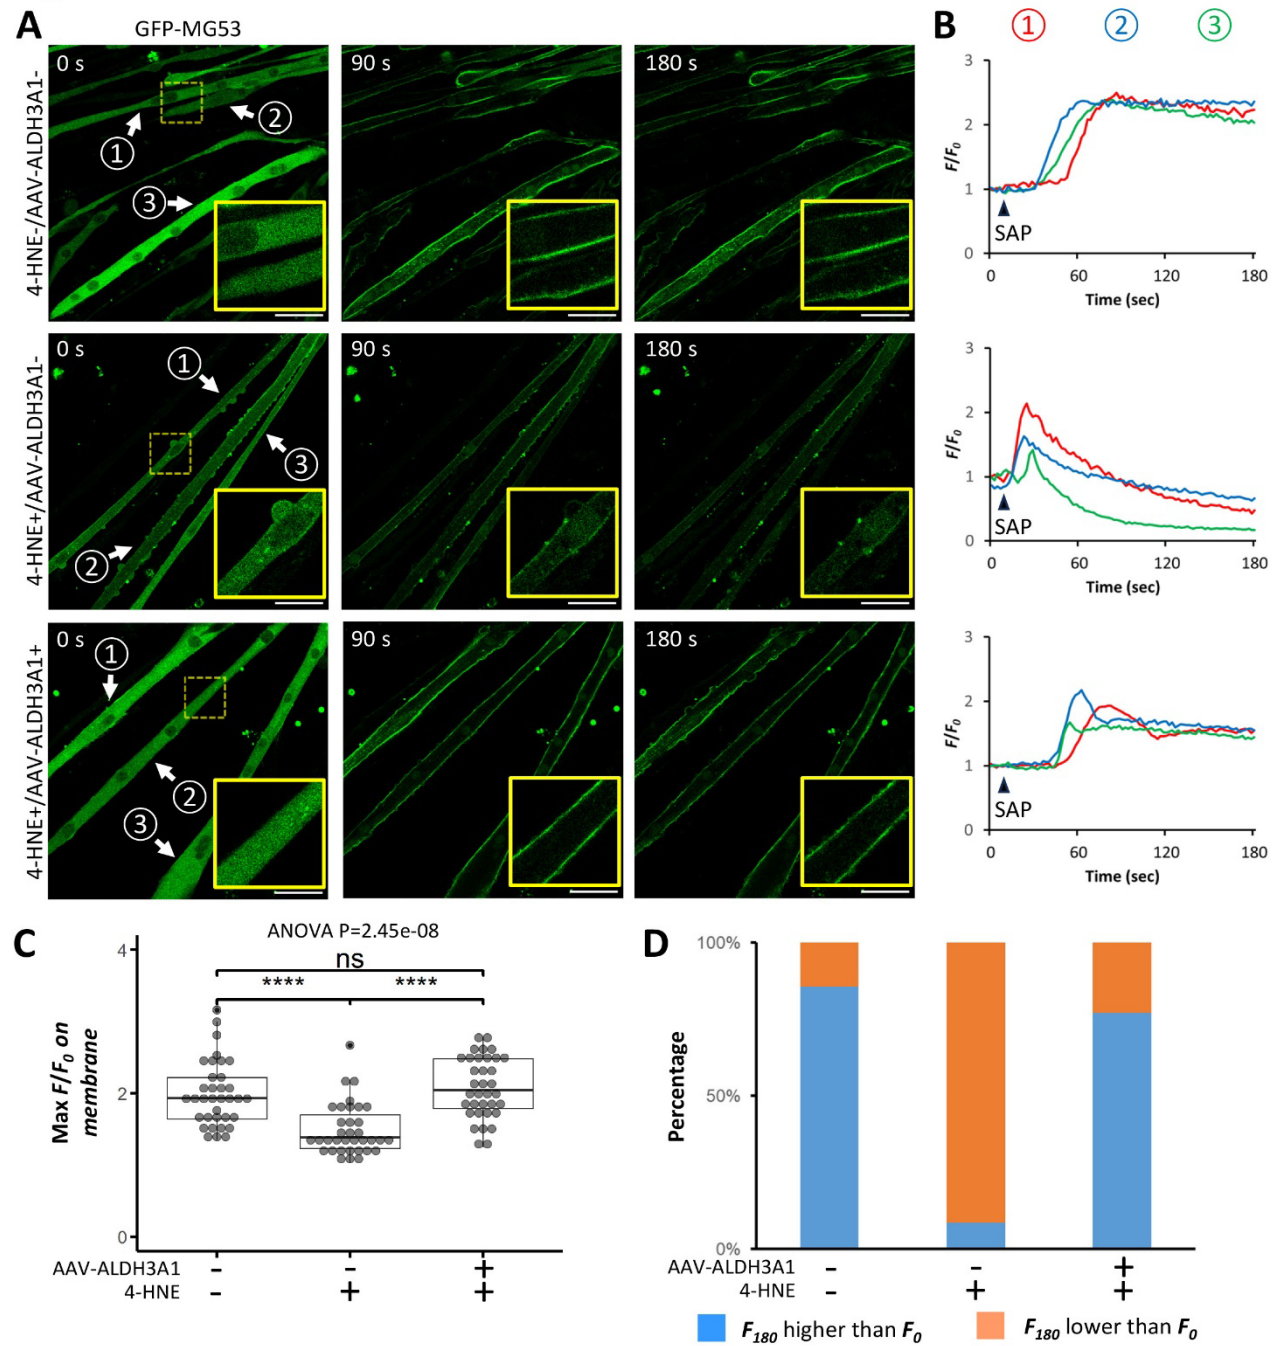 A
GFP-MG53
4-HNE-/AAV-ALDH3A1-
0 s
90 s
180 s
1
2
3
4-HNE+/AAV-ALDH3A1-
0 s
90 s
180 s
1
2
3
4-HNE+/AAV-ALDH3A1+
0 s
90 s
180 s
1
2
3
B
1 2 3
3
2
1
0
F/F0
SAP
0 60 120 180
Time (sec)
3
2
1
0
F/F0
SAP
0 60 120 180
Time (sec)
3
2
1
0
F/F0
SAP
0 60 120 180
Time (sec)
C
ANOVA P=2.45e-08
ns
**** ****
Max F/F0 on
membrane
4
2
0
AAV-ALDH3A1 - - +
4-HNE - + +
D
Percentage
100%
50%
0%
AAV-ALDH3A1 - - +
4-HNE - + +
F180 higher than F0
F180 lower than F0